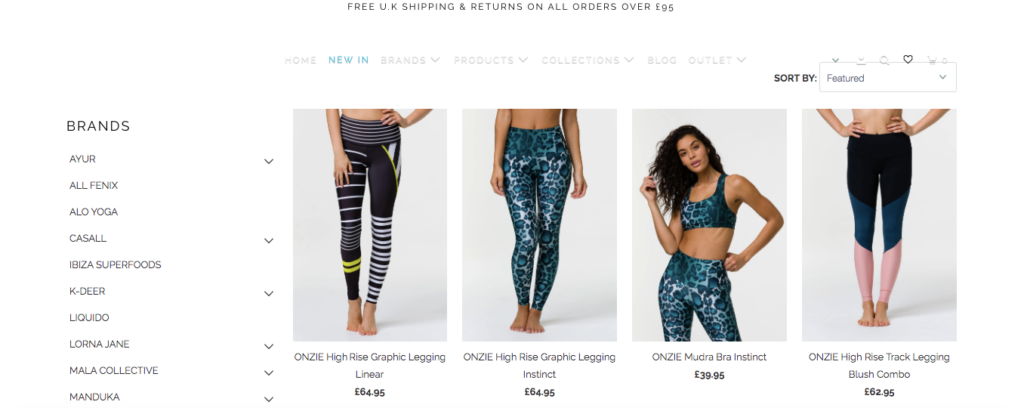 FREE U.K SHIPPING & RETURNS ON ALL ORDERS OVER £95
HOME NEW IN BRANDS PRODUCTS COLLECTIONS BLOG OUTLET 0
SORT BY: Featured
BRANDS
AYUR
ALL FENIX
ALO YOGA
CASALL
IBIZA SUPERFOODS
K-DEER
LIQUIDO
LORNA JANE
MALA COLLECTIVE
MANDUKA
ONZIE High Rise Graphic Legging
Linear
£64.95
ONZIE High Rise Graphic Legging
Instinct
£64.95
ONZIE Mudra Bra Instinct
£39.95
ONZIE High Rise Track Legging
Blush Combo
£62.95